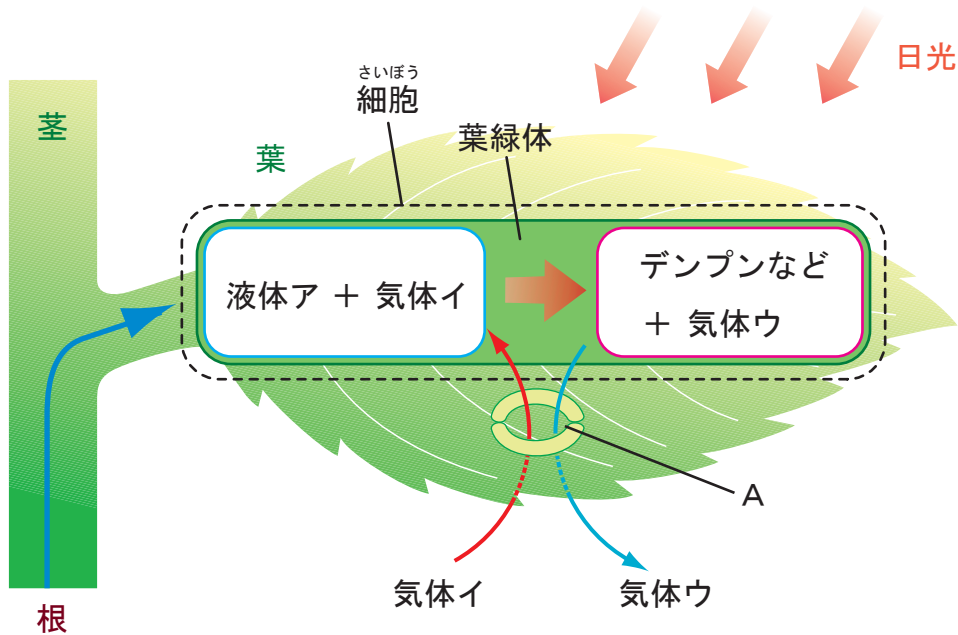 日光
さいぼう
細胞
茎
葉緑体
葉
液体ア ＋ 気体イ
デンプンなど
＋ 気体ウ
A
気体イ
気体ウ
根